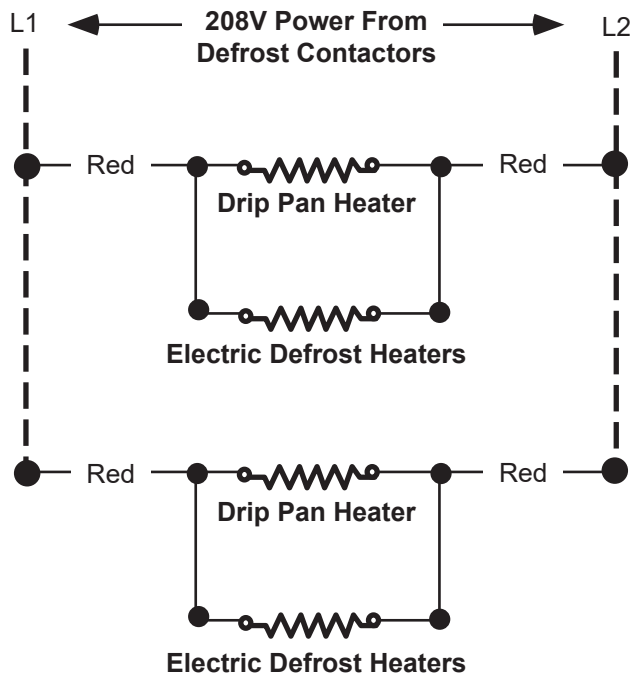 L1
208V Power From
L2
Defrost Contactors
Red
Red
Drip Pan Heater
Electric Defrost Heaters
Red
Red
Drip Pan Heater
Electric Defrost Heaters